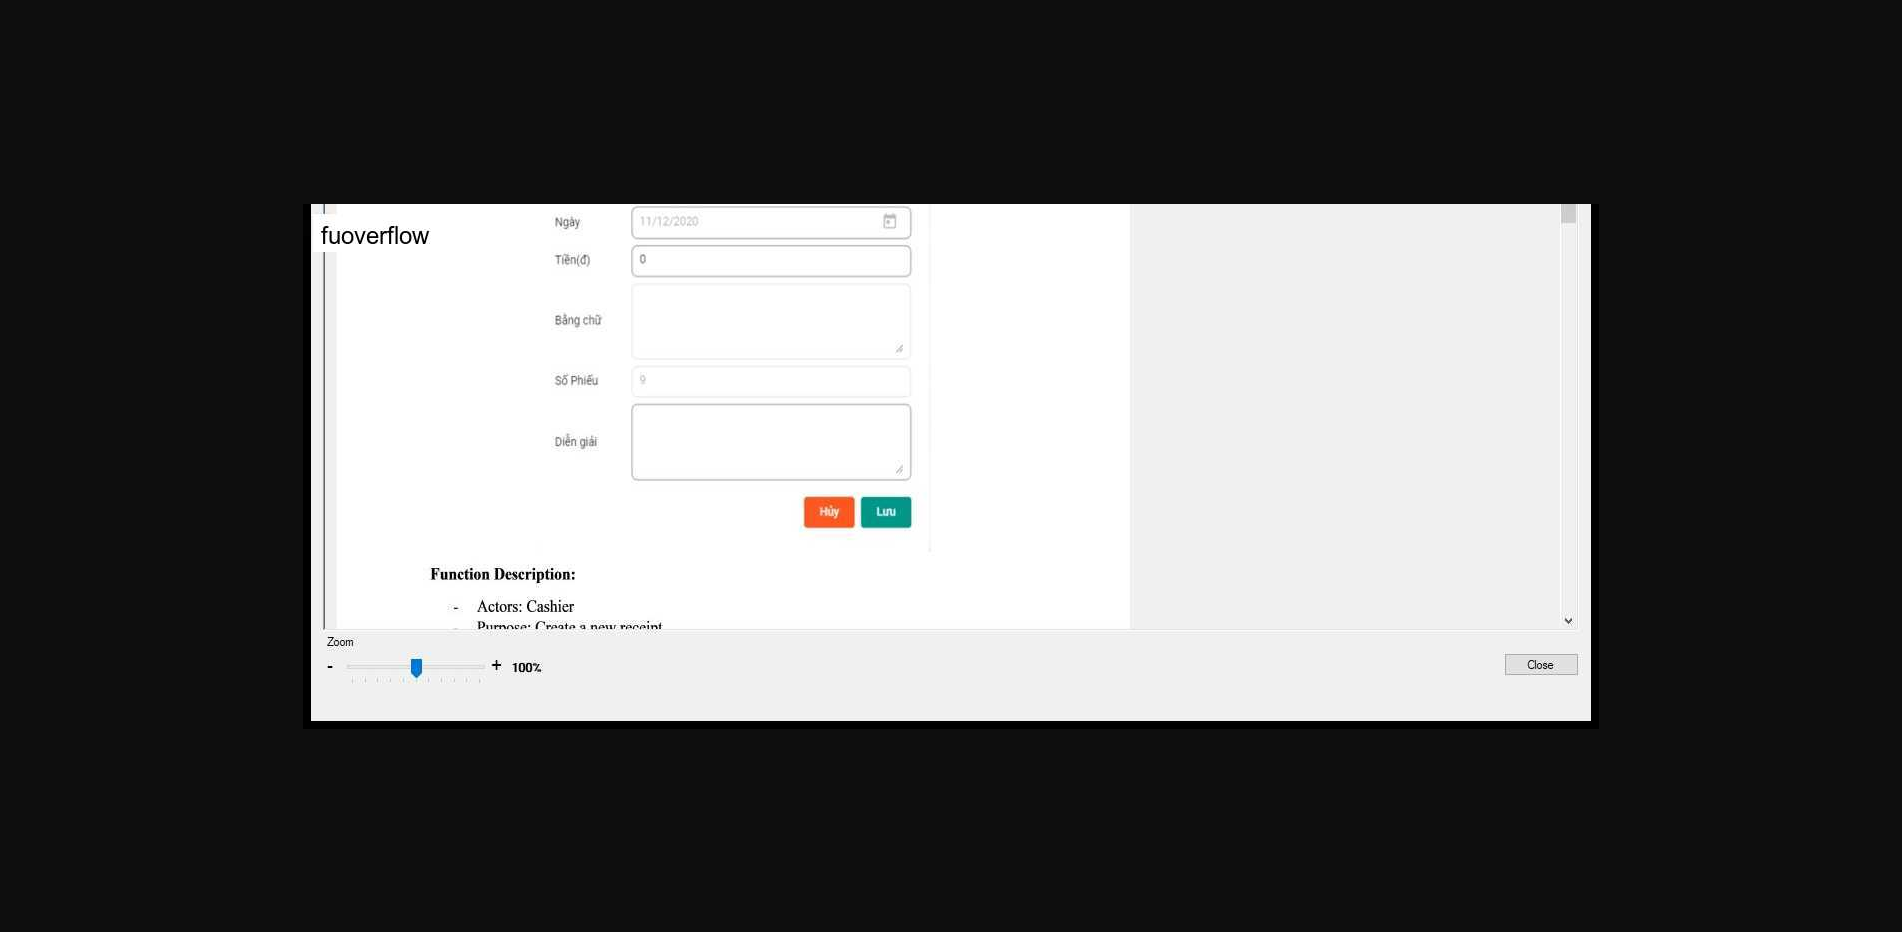 Ngày 11/12/2020
fuoverflow
Tiền(đ) 0
Bằng chữ
Số Phiếu 9
Diễn giải
Hủy Lưu
Function Description:
- Actors: Cashier
- Purpose: Create a new receipt
Zoom
- + 100%
Close